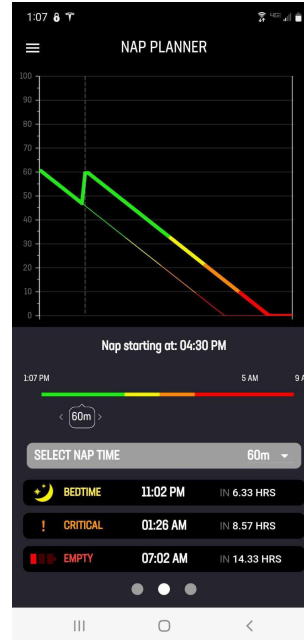 1:07
NAP PLANNER
100
90
80
70
60
50
40
30
20
10
0
Nap starting at: 04:30 PM
1:07 PM 5 AM 9 A
< 60m >
SELECT NAP TIME 60m
BEDTIME 11:02 PM IN 6.33 HRS
! CRITICAL 01:26 AM IN 8.57 HRS
EMPTY 07:02 AM IN 14.33 HRS